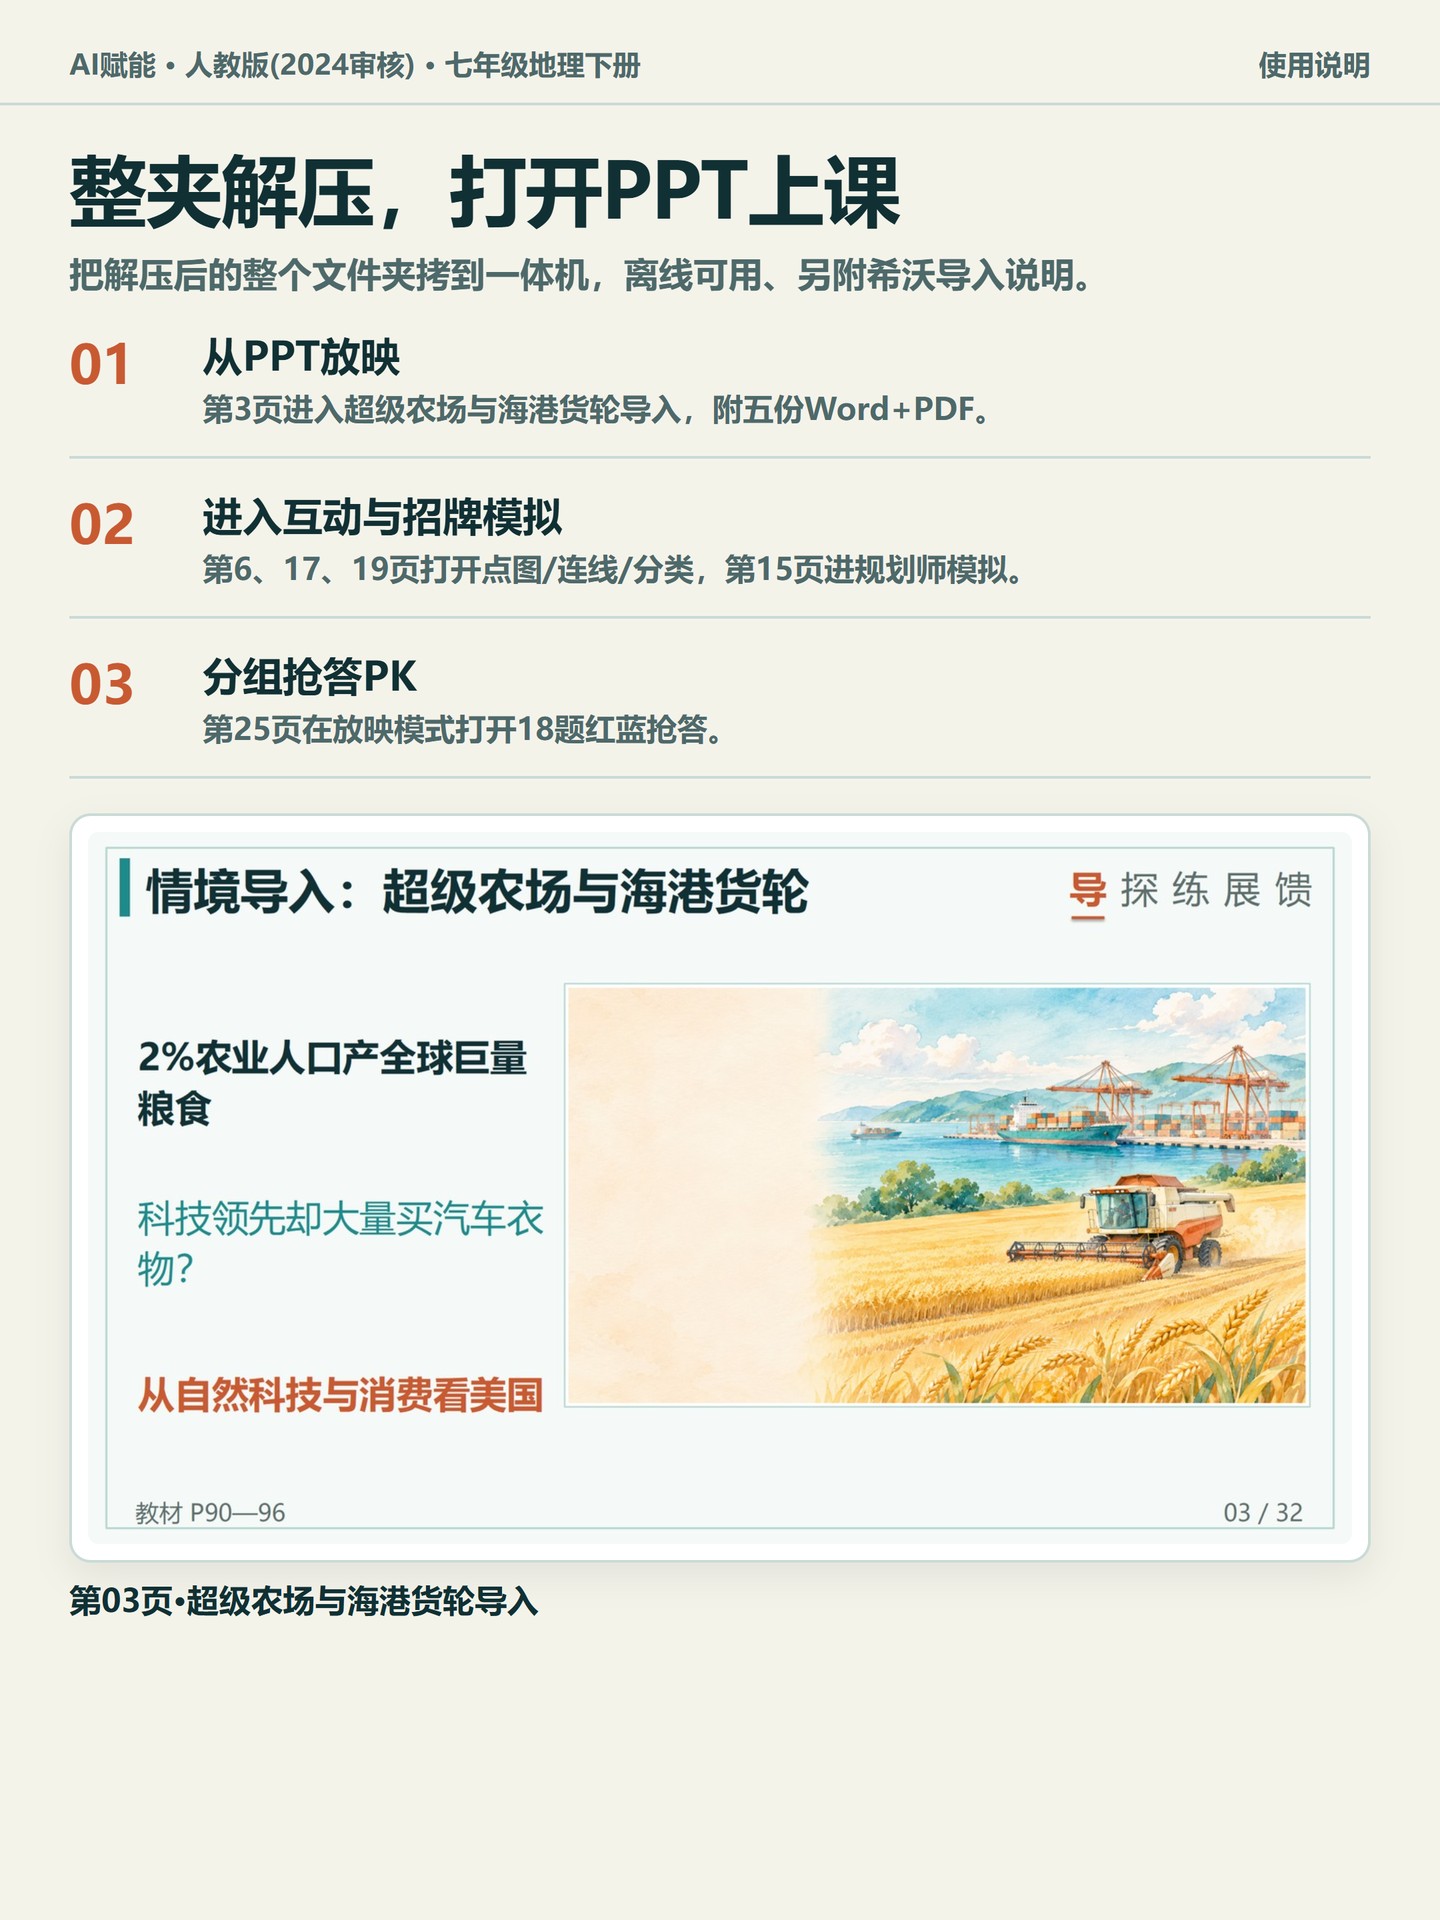 AI赋能 • 人教版(2024审核) • 七年级地理下册
使用说明
整夹解压，打开PPT上课
把解压后的整个文件夹拷到一体机，离线可用、另附希沃导入说明。
01
从PPT放映
第3页进入超级农场与海港货轮导入，附五份Word+PDF。
02
进入互动与招牌模拟
第6、17、19页打开点图/连线/分类，第15页进规划师模拟。
03
分组抢答PK
第25页在放映模式打开18题红蓝抢答。
情境导入：超级农场与海港货轮
导 探 练 展 馈
2%农业人口产全球巨量
粮食
科技领先却大量买汽车衣
物？
从自然科技与消费看美国
教材 P90—96
03 / 32
第03页•超级农场与海港货轮导入